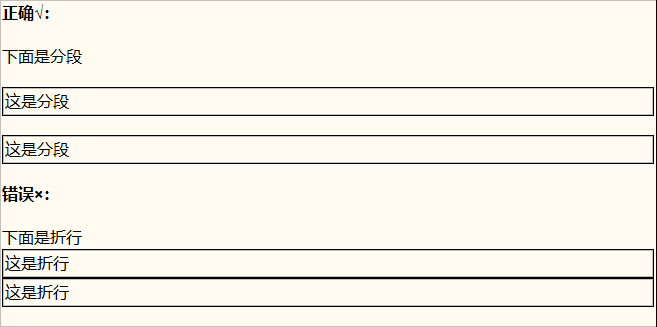 正确√：
下面是分段
这是分段
这是分段
错误×：
下面是折行
这是折行
这是折行